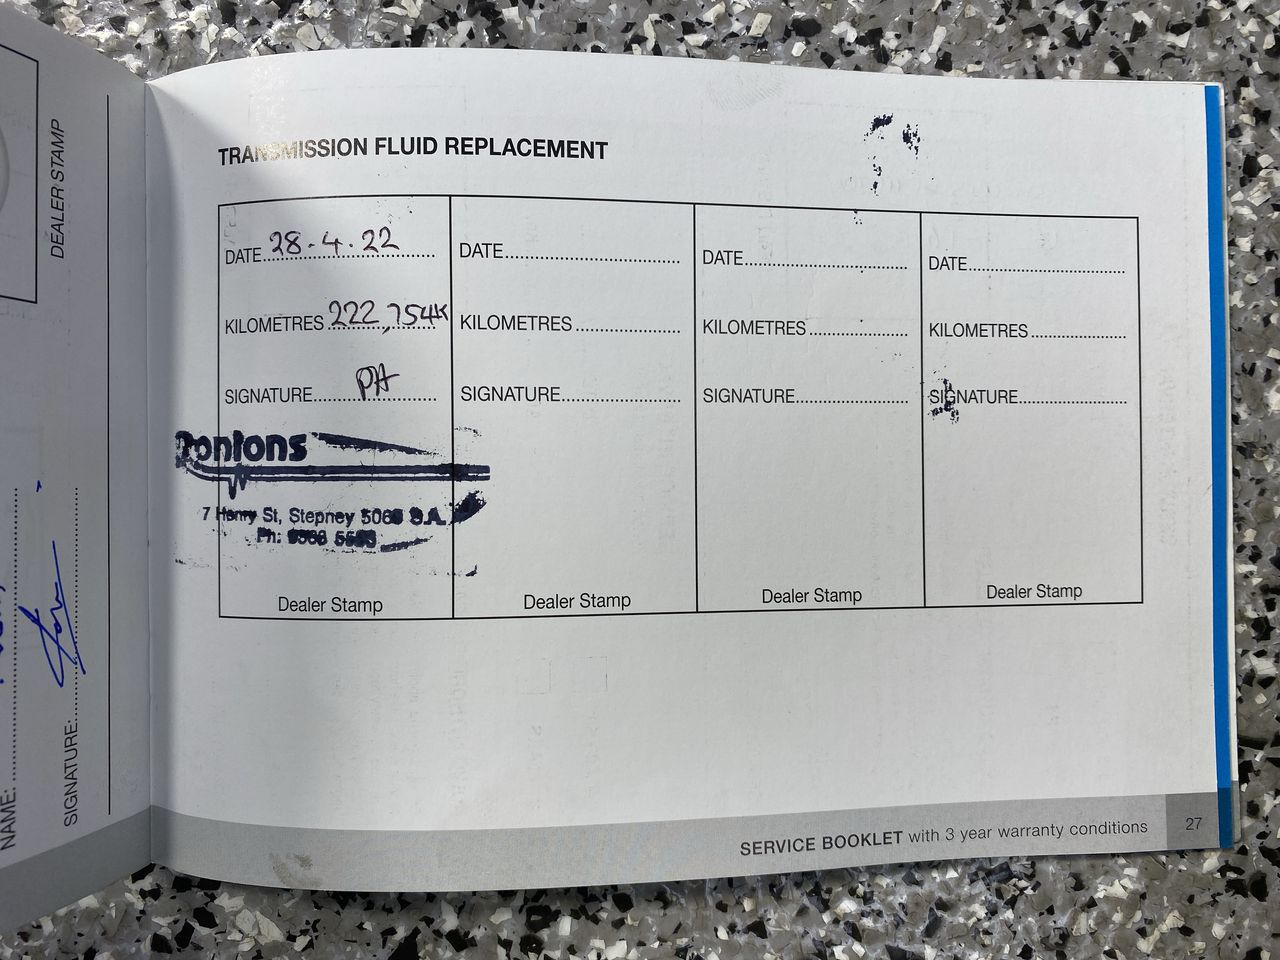 DEALER STAMP
NAME:
SIGNATURE:
TRANSMISSION FLUID REPLACEMENT
DATE 28.4.22
KILOMETRES 222,754K
SIGNATURE PA
7 Henry St, Stepney 5069 S.A.
Ph:
Dealer Stamp
DATE
KILOMETRES
SIGNATURE
Dealer Stamp
DATE
KILOMETRES
SIGNATURE
Dealer Stamp
DATE
KILOMETRES
SIGNATURE
Dealer Stamp
SERVICE BOOKLET with 3 year warranty conditions 27